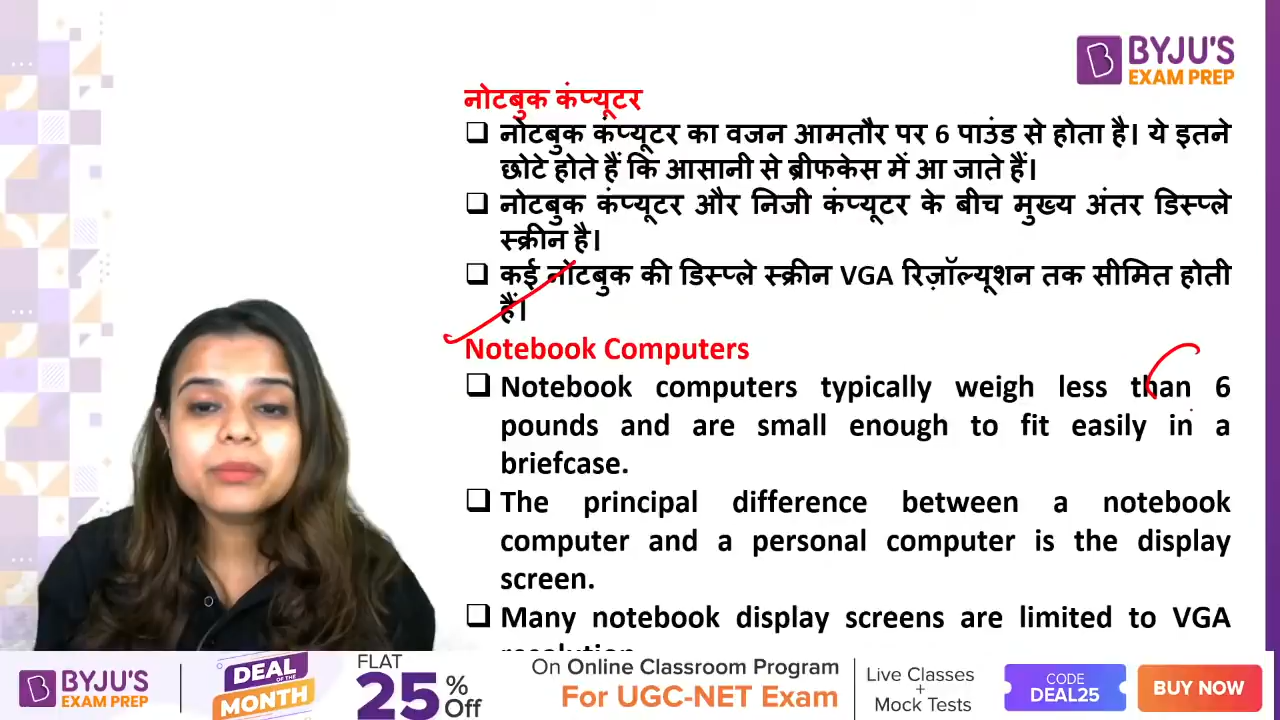 BYJU'S
EXAM PREP
नोटबुक कंप्यूटर
❑ नोटबुक कंप्यूटर का वजन आमतौर पर 6 पाउंड से होता है। ये इतने
छोटे होते हैं कि आसानी से ब्रीफकेस में आ जाते हैं।
❑ नोटबुक कंप्यूटर और निजी कंप्यूटर के बीच मुख्य अंतर डिस्प्ले
स्क्रीन है।
❑ कई नोटबुक की डिस्प्ले स्क्रीन VGA रिज़ॉल्यूशन तक सीमित होती
हैं।
Notebook Computers
❑ Notebook computers typically weigh less than 6
pounds and are small enough to fit easily in a
briefcase.
❑ The principal difference between a notebook
computer and a personal computer is the display
screen.
❑ Many notebook display screens are limited to VGA
BYJU'S
EXAM PREP
DEAL
OF THE
MONTH
FLAT
25% Off
On Online Classroom Program
For UGC-NET Exam
Live Classes
+
Mock Tests
CODE
DEAL25
BUY NOW